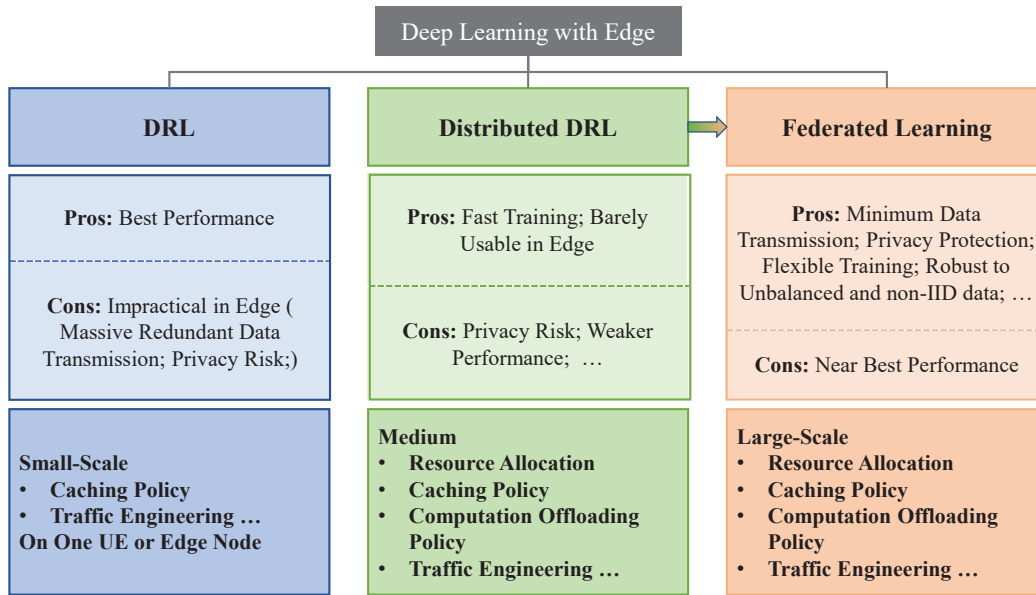 Deep Learning with Edge
DRL
Pros: Best Performance
Cons: Impractical in Edge (
Massive Redundant Data
Transmission; Privacy Risk;)
Small-Scale
• Caching Policy
• Traffic Engineering …
On One UE or Edge Node
Distributed DRL
Pros: Fast Training; Barely
Usable in Edge
Cons: Privacy Risk; Weaker
Performance; …
Medium
• Resource Allocation
• Caching Policy
• Computation Offloading
Policy
• Traffic Engineering …
Federated Learning
Pros: Minimum Data
Transmission; Privacy Protection;
Flexible Training; Robust to
Unbalanced and non-IID data; …
Cons: Near Best Performance
Large-Scale
• Resource Allocation
• Caching Policy
• Computation Offloading
Policy
• Traffic Engineering …